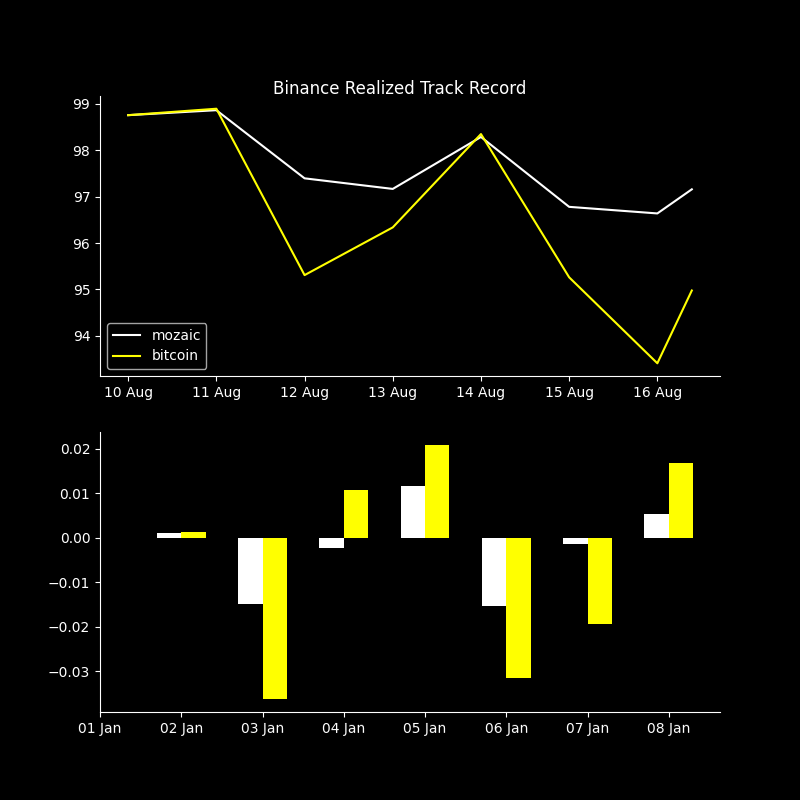 Binance Realized Track Record
99
98
97
96
95
94
mozaic
bitcoin
10 Aug 11 Aug 12 Aug 13 Aug 14 Aug 15 Aug 16 Aug
0.02
0.01
0.00
−0.01
−0.02
−0.03
01 Jan 02 Jan 03 Jan 04 Jan 05 Jan 06 Jan 07 Jan 08 Jan